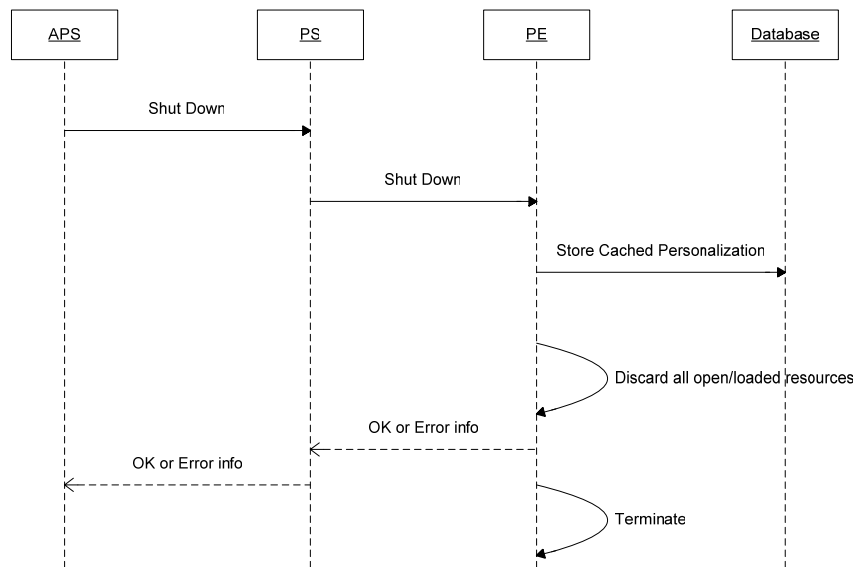 APS
PS
PE
Database
Shut Down
Shut Down
Store Cached Personalization
Discard all open/loaded resources
OK or Error info
OK or Error info
Terminate